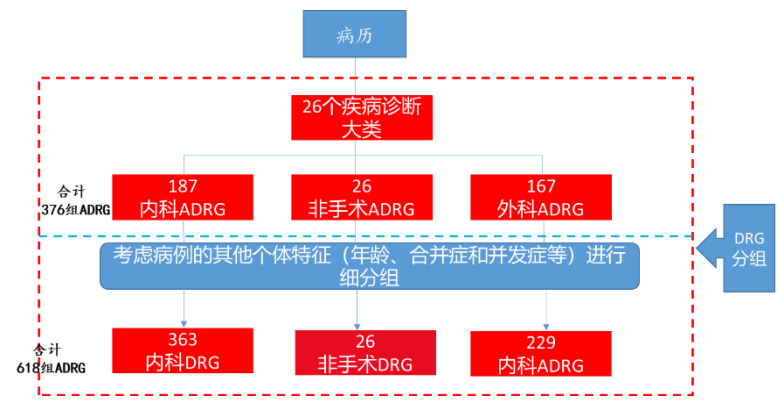 病历
26个疾病诊断
大类
合计
376组ADRG
187
内科ADRG
26
非手术ADRG
167
外科ADRG
考虑病例的其他个体特征（年龄、合并症和并发症等）进行
细分组
DRG
分组
合计
618组ADRG
363
内科DRG
26
非手术DRG
229
内科ADRG